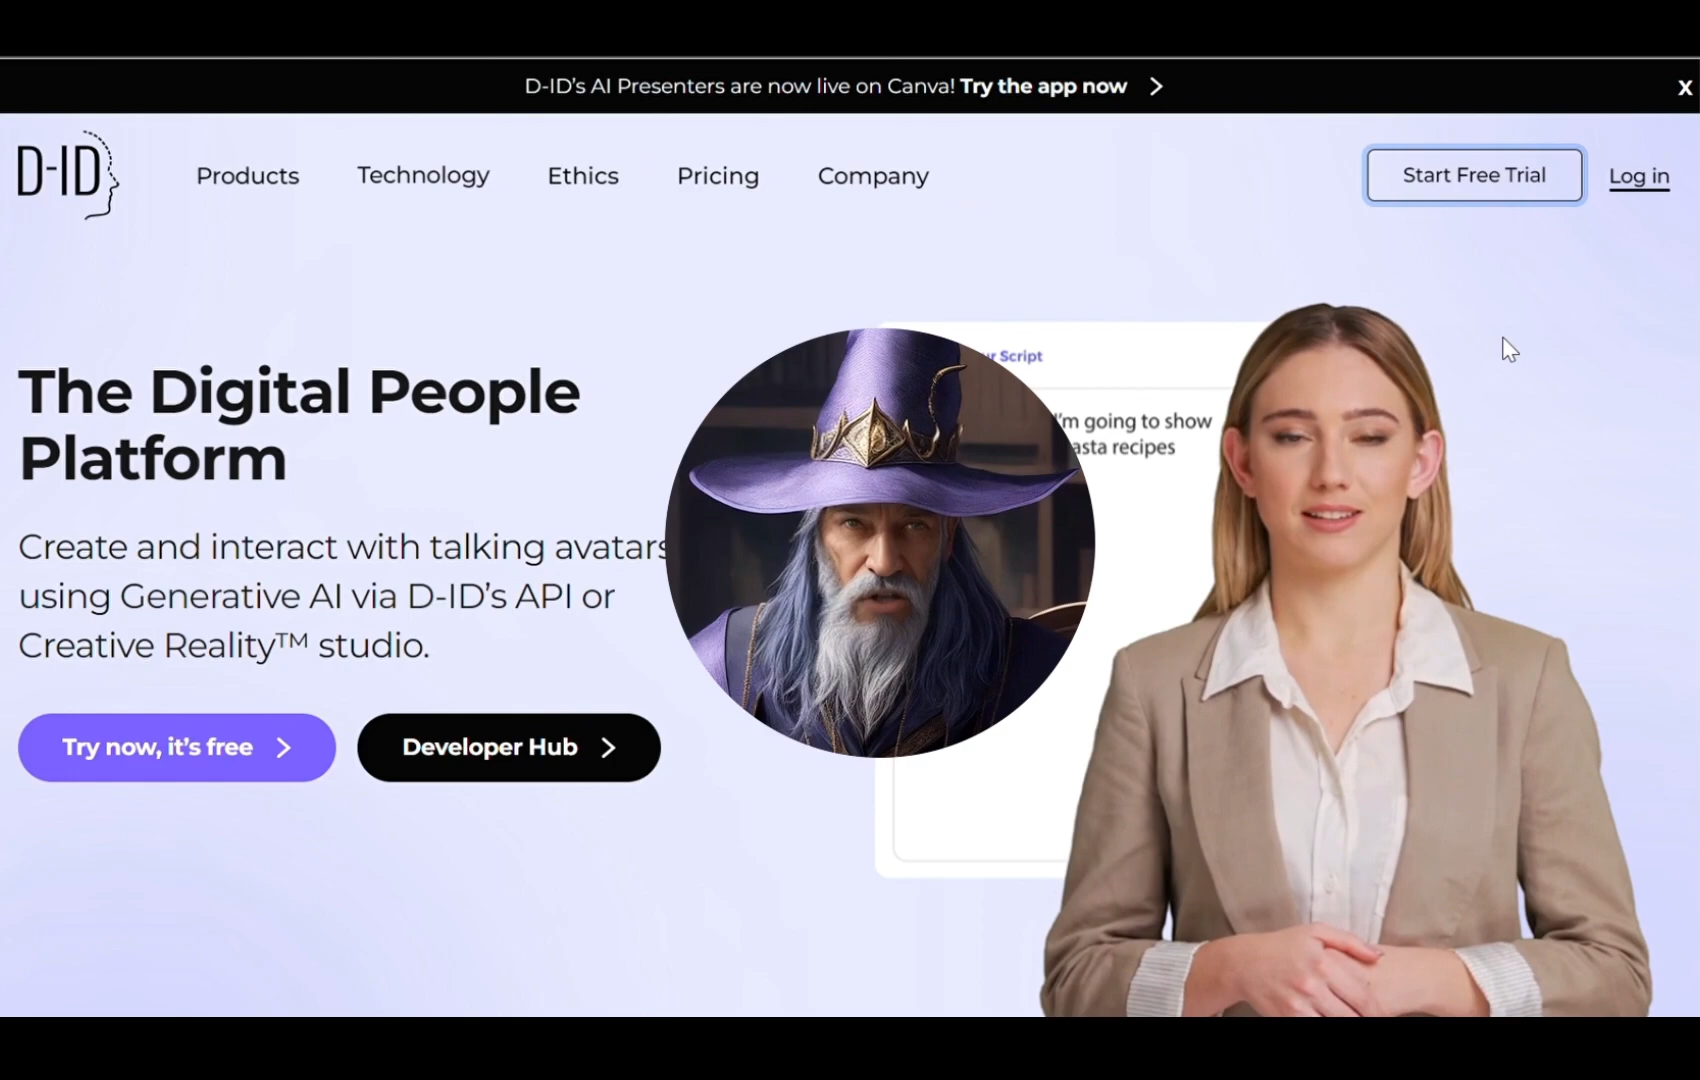 D-ID's AI Presenters are now live on Canva! Try the app now
X
D-ID
Products
Technology
Ethics
Pricing
Company
Start Free Trial
Log in
The Digital People
Platform
Create and interact with talking avatars
using Generative AI via D-ID’s API or
Creative Reality™ studio.
Try now, it’s free
Developer Hub
Script
I’m going to show
recipes